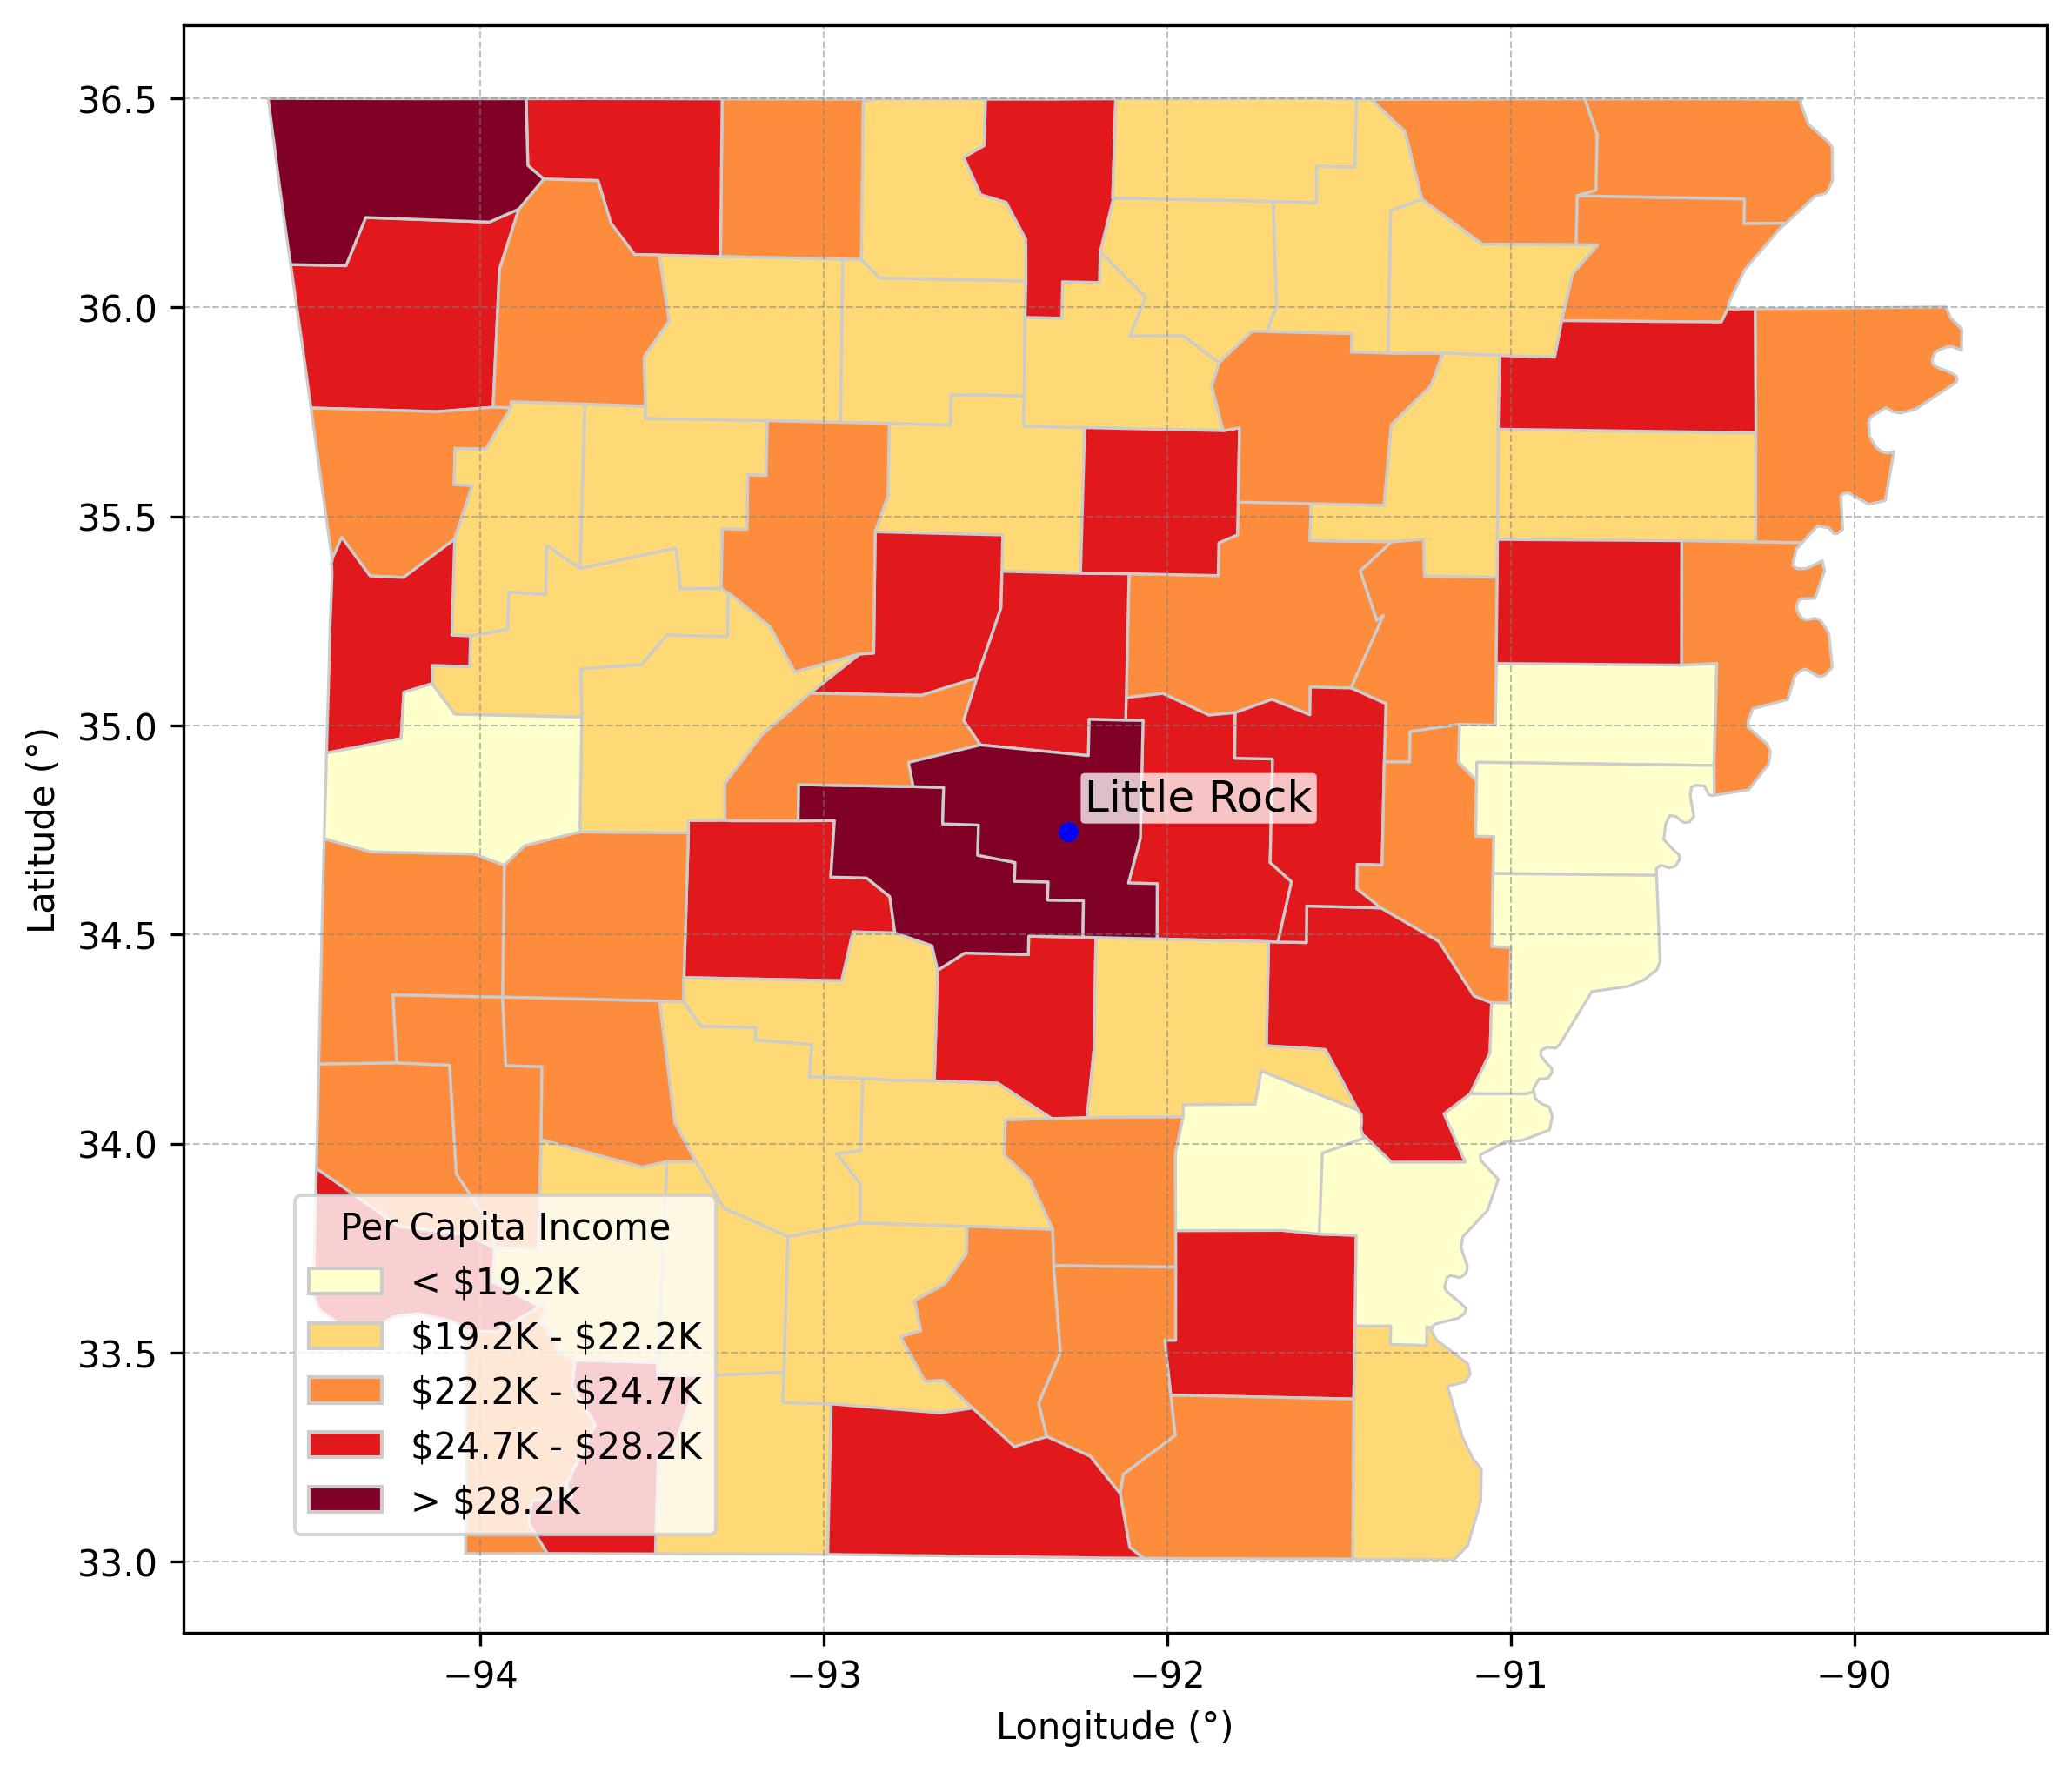 36.5
36.0
35.5
35.0
34.5
34.0
33.5
33.0
Latitude (°)
Little Rock
Per Capita Income
< $19.2K
$19.2K - $22.2K
$22.2K - $24.7K
$24.7K - $28.2K
> $28.2K
−94 −93 −92 −91 −90
Longitude (°)